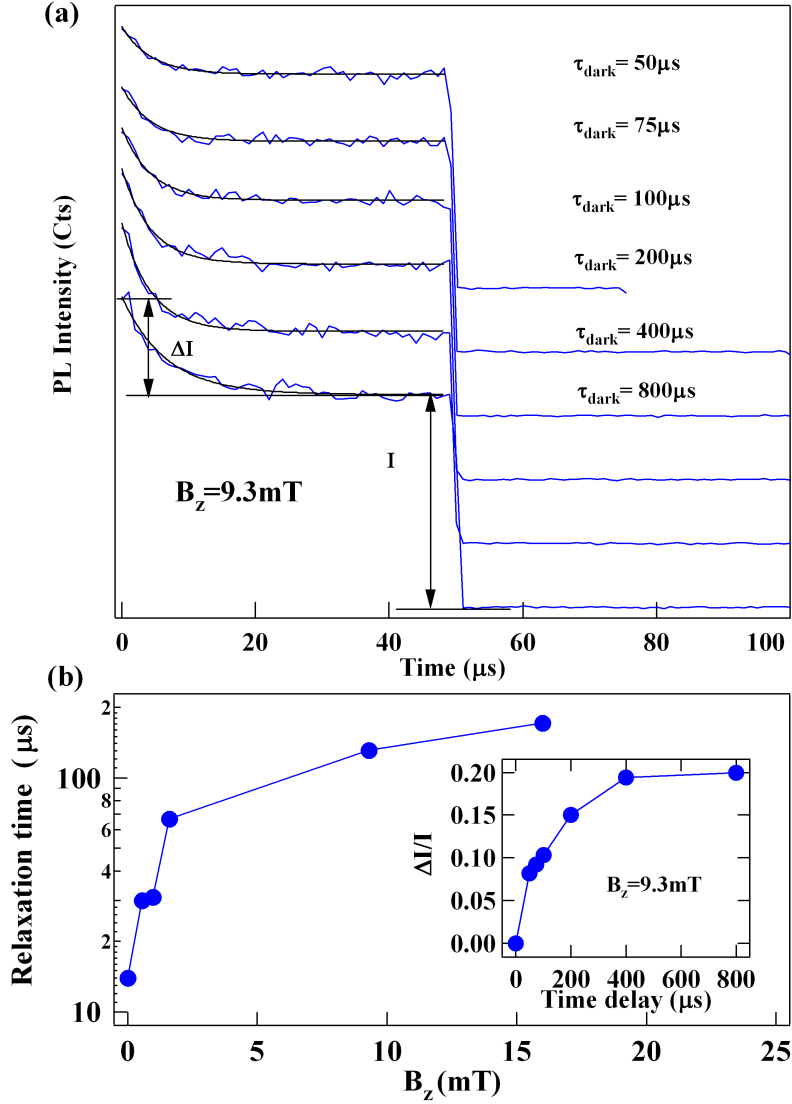 (a)
PL Intensity (Cts)
τdark= 50μs
τdark= 75μs
τdark= 100μs
τdark= 200μs
τdark= 400μs
τdark= 800μs
ΔI
I
Bz=9.3mT
0 20 40 60 80 100
Time (μs)
(b)
Relaxation time (μs)
2
100
8
6
4
2
10
0.20
0.15
0.10
0.05
0.00
ΔI/I
Bz=9.3mT
0 200 400 600 800
Time delay (μs)
0 5 10 15 20 25
Bz (mT)